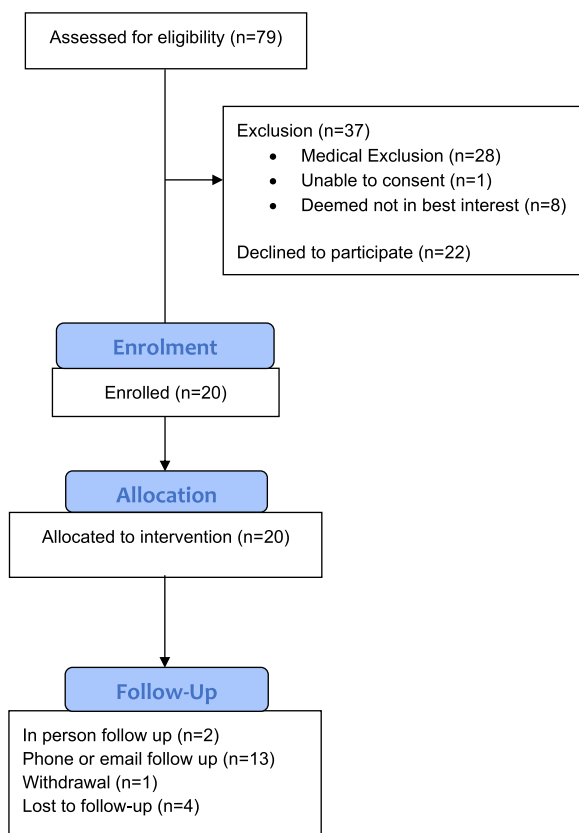 Assessed for eligibility (n=79)
Exclusion (n=37)
• Medical Exclusion (n=28)
• Unable to consent (n=1)
• Deemed not in best interest (n=8)
Declined to participate (n=22)
Enrolment
Enrolled (n=20)
Allocation
Allocated to intervention (n=20)
Follow-Up
In person follow up (n=2)
Phone or email follow up (n=13)
Withdrawal (n=1)
Lost to follow-up (n=4)